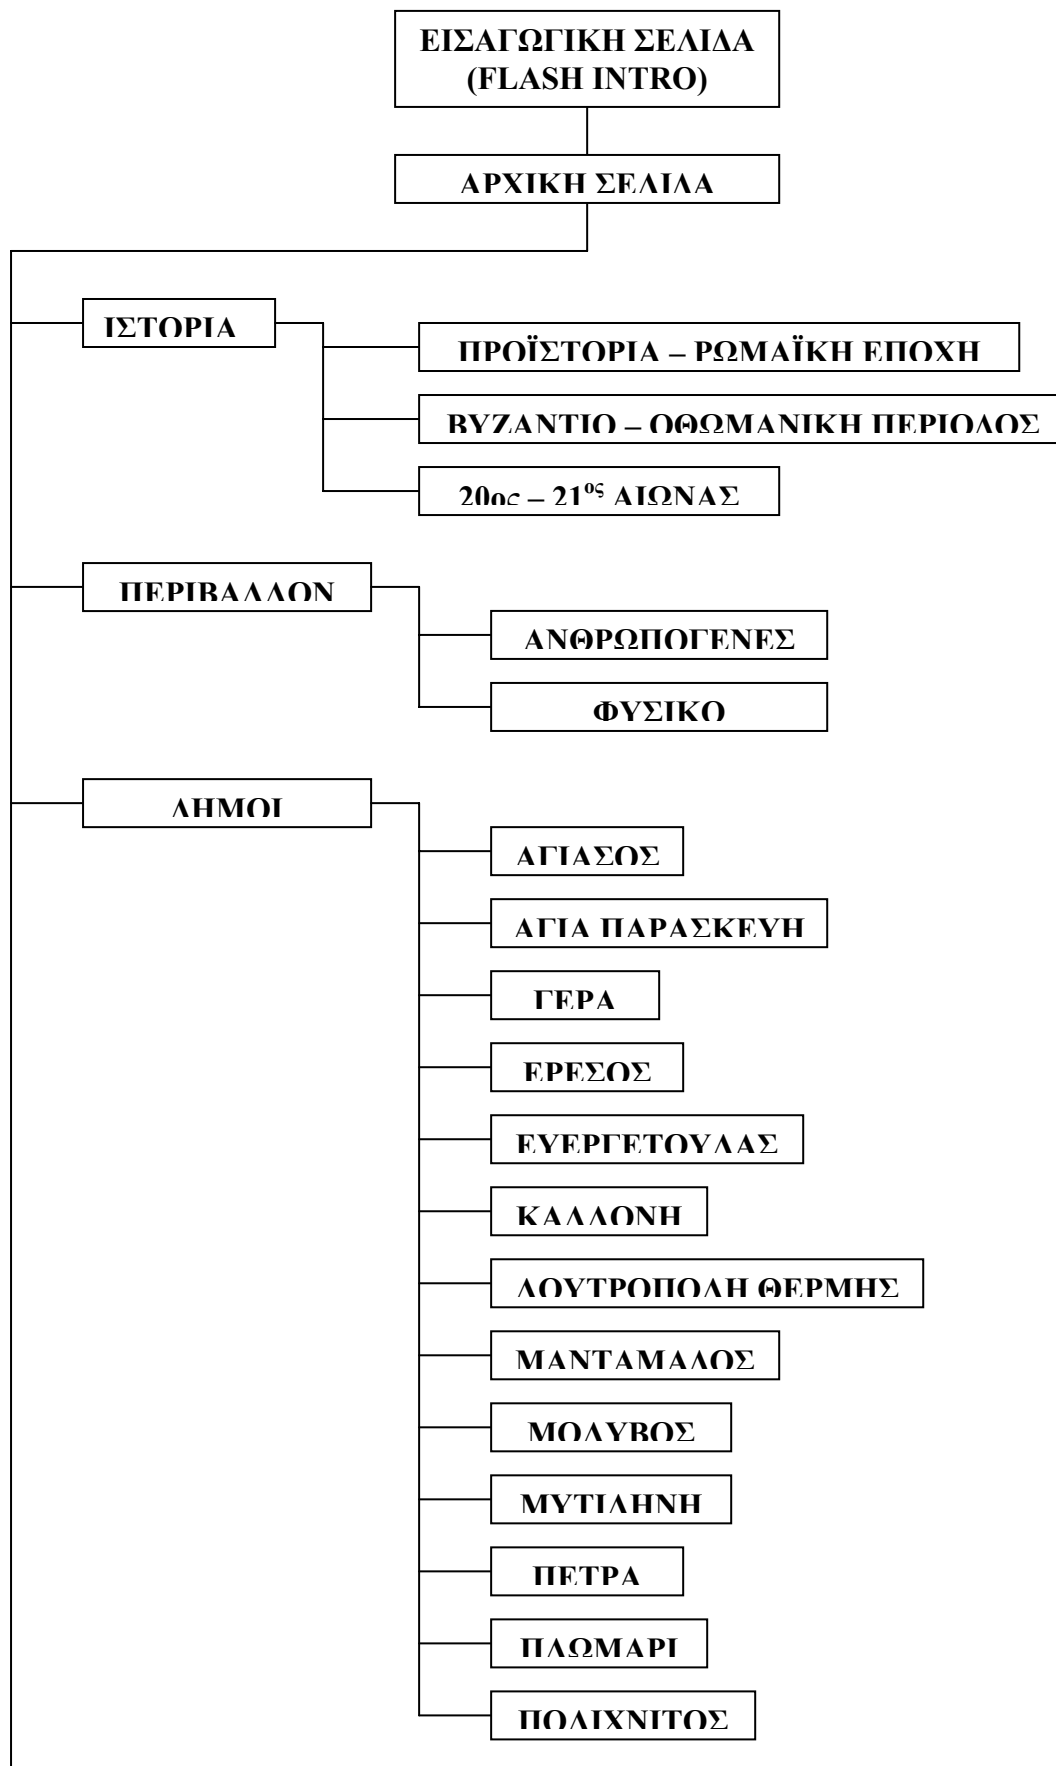 ΕΙΣΑΓΩΓΙΚΗ ΣΕΛΙΔΑ
(FLASH INTRO)
ΑΡΧΙΚΗ ΣΕΛΙΔΑ
ΙΣΤΟΡΙΑ
ΠΡΟΪΣΤΟΡΙΑ – ΡΩΜΑΪΚΗ ΕΠΟΧΗ
ΒΥΖΑΝΤΙΟ – ΟΘΩΜΑΝΙΚΗ ΠΕΡΙΟΔΟΣ
20ος – 21ος ΑΙΩΝΑΣ
ΠΕΡΙΒΑΛΛΟΝ
ΑΝΘΡΩΠΟΓΕΝΕΣ
ΦΥΣΙΚΟ
ΔΗΜΟΙ
ΑΓΙΑΣΟΣ
ΑΓΙΑ ΠΑΡΑΣΚΕΥΗ
ΓΕΡΑ
ΕΡΕΣΟΣ
ΕΥΕΡΓΕΤΟΥΛΑΣ
ΚΑΛΛΟΝΗ
ΛΟΥΤΡΟΠΟΛΗ ΘΕΡΜΗΣ
ΜΑΝΤΑΜΑΔΟΣ
ΜΟΛΥΒΟΣ
ΜΥΤΙΛΗΝΗ
ΠΕΤΡΑ
ΠΛΩΜΑΡΙ
ΠΟΛΙΧΝΙΤΟΣ